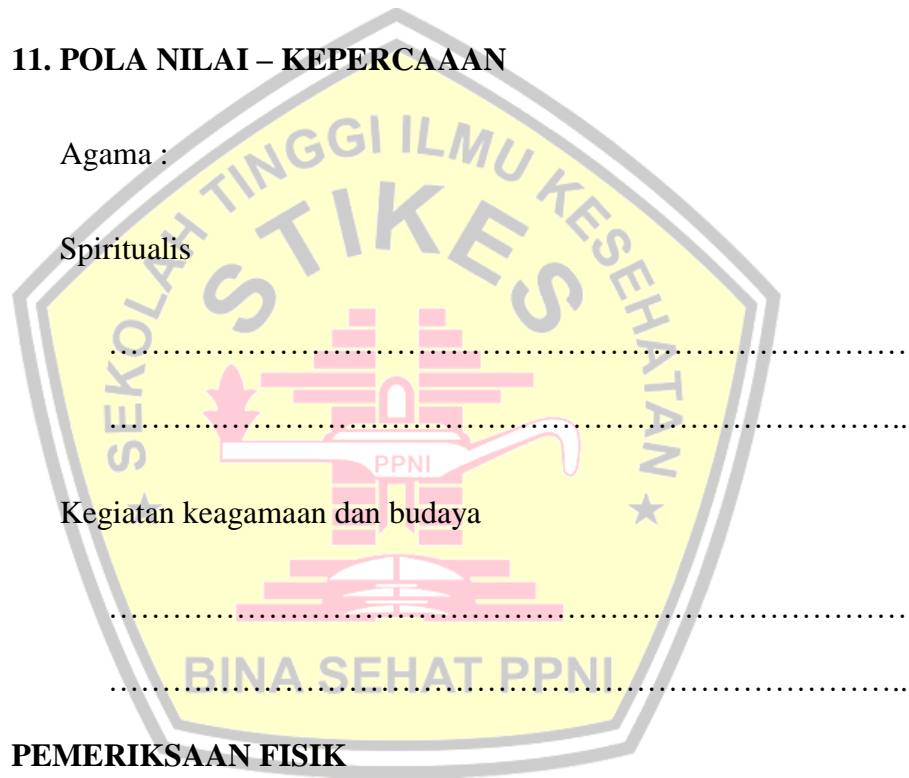 11. POLA NILAI – KEPERCAAAN
Agama :
SEKOLAH TINGGI ILMU KESEHATAN
STIKES
Spiritualis
……………………………………………………………………………….
………………………………………………………………………………..
PPNI
Kegiatan keagamaan dan budaya
……………………………………………………………………………….
BINA SEHAT PPNI
………………………………………………………………………………..
PEMERIKSAAN FISIK